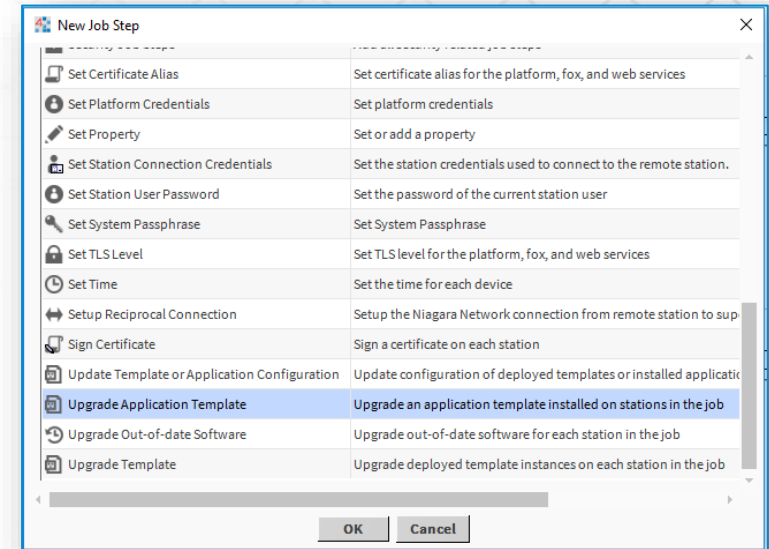 New Job Step
Set Certificate Alias Set certificate alias for the platform, fox, and web services
Set Platform Credentials Set platform credentials
Set Property Set or add a property
Set Station Connection Credentials Set the station credentials used to connect to the remote station.
Set Station User Password Set the password of the current station user
Set System Passphrase Set System Passphrase
Set TLS Level Set TLS level for the platform, fox, and web services
Set Time Set the time for each device
Setup Reciprocal Connection Setup the Niagara Network connection from remote station to sup
Sign Certificate Sign a certificate on each station
Update Template or Application Configuration Update configuration of deployed templates or installed applicatic
Upgrade Application Template Upgrade an application template installed on stations in the job
Upgrade Out-of-date Software Upgrade out-of-date software for each station in the job
Upgrade Template Upgrade deployed template instances on each station in the job
OK Cancel